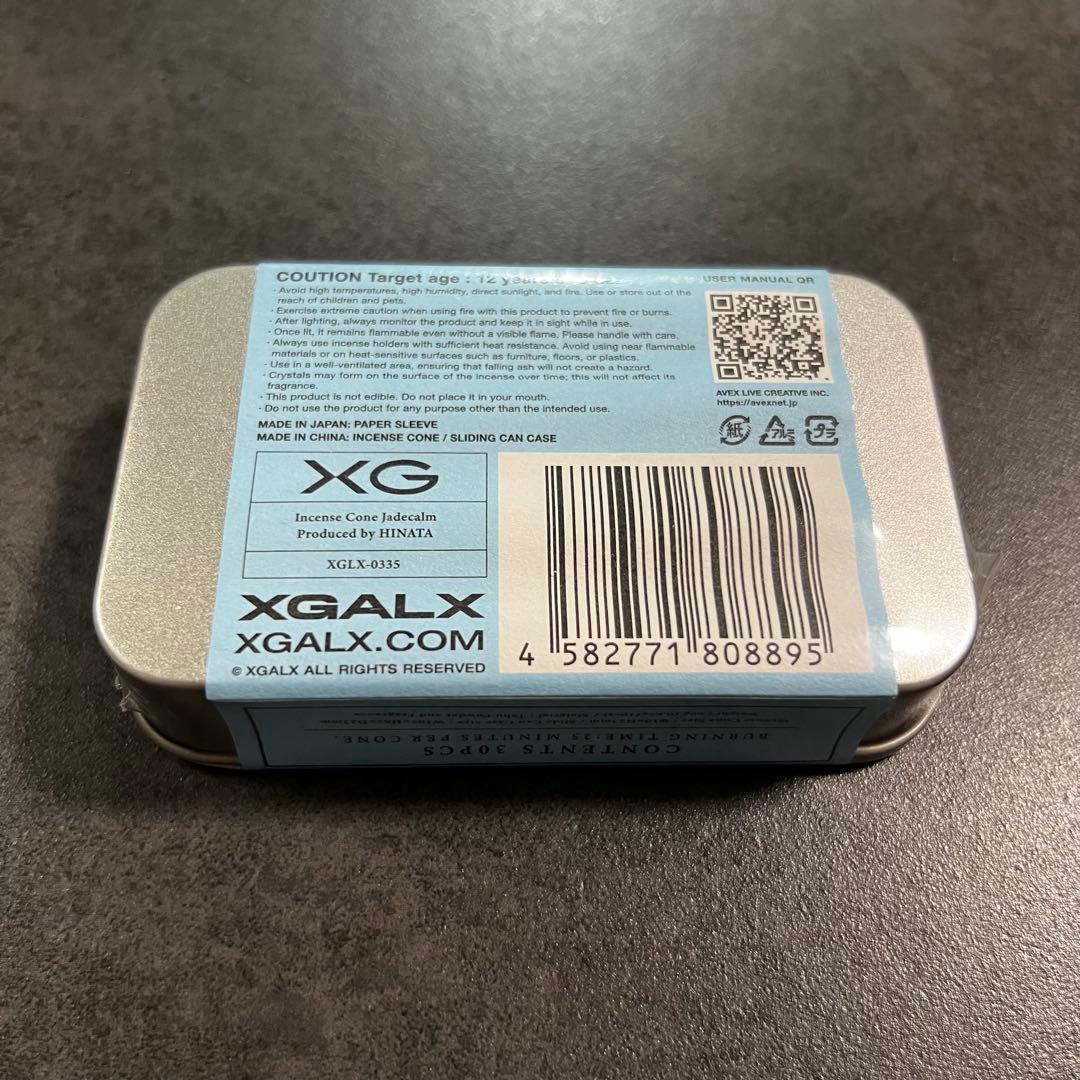 COUTION Target age : 12 years
USER MANUAL QR
· Avoid high temperatures, high humidity, direct sunlight, and fire. Use or store out of the
reach of children and pets.
· Exercise extreme caution when using fire with this product to prevent fire or burns.
· After lighting, always monitor the product and keep it in sight while in use.
· Once lit, it remains flammable even without a visible flame. Please handle with care.
· Always use incense holders with sufficient heat resistance. Avoid using near flammable
materials or on heat-sensitive surfaces such as furniture, floors, or plastics.
· Use in a well-ventilated area, ensuring that falling ash will not create a hazard.
· Crystals may form on the surface of the incense over time; this will not affect its
fragrance.
· This product is not edible. Do not place it in your mouth.
· Do not use the product for any purpose other than the intended use.
AVEX LIVE CREATIVE INC.
https://avexnet.jp
MADE IN JAPAN: PAPER SLEEVE
MADE IN CHINA: INCENSE CONE / SLIDING CAN CASE
紙 アルミ プラ
XG
Incense Cone Jadecalm
Produced by HINATA
XGLX-0335
XGALX
XGALX.COM
© XGALX ALL RIGHTS RESERVED
4 582771 808895
CONTENTS 30PCS
BURNING TIME:25 MINUTES PER CONE.